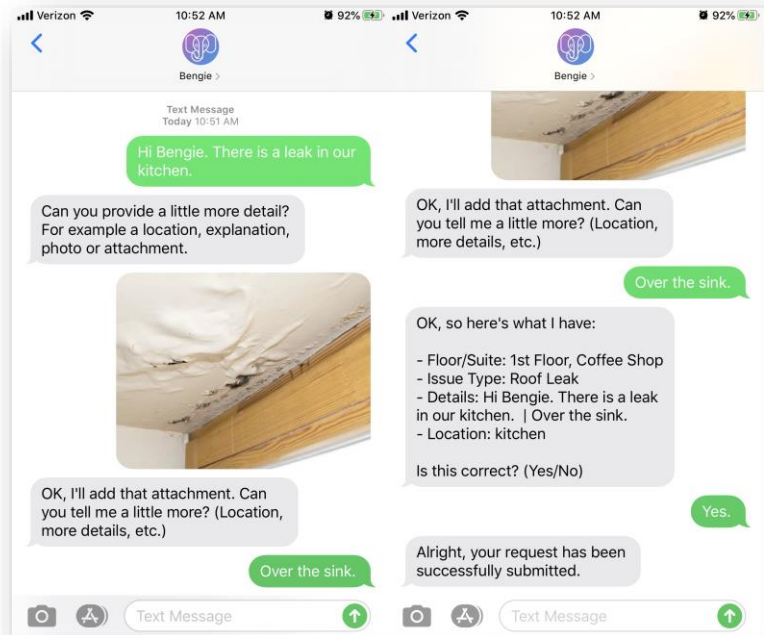 Verizon
10:52 AM
92%
Bengie >
Text Message
Today 10:51 AM
Hi Bengie. There is a leak in our
kitchen.
Can you provide a little more detail?
For example a location, explanation,
photo or attachment.
OK, I'll add that attachment. Can
you tell me a little more? (Location,
more details, etc.)
Over the sink.
Text Message
Verizon
10:52 AM
92%
Bengie >
OK, I'll add that attachment. Can
you tell me a little more? (Location,
more details, etc.)
Over the sink.
OK, so here's what I have:
- Floor/Suite: 1st Floor, Coffee Shop
- Issue Type: Roof Leak
- Details: Hi Bengie. There is a leak
in our kitchen.  | Over the sink.
- Location: kitchen
Is this correct? (Yes/No)
Yes.
Alright, your request has been
successfully submitted.
Text Message